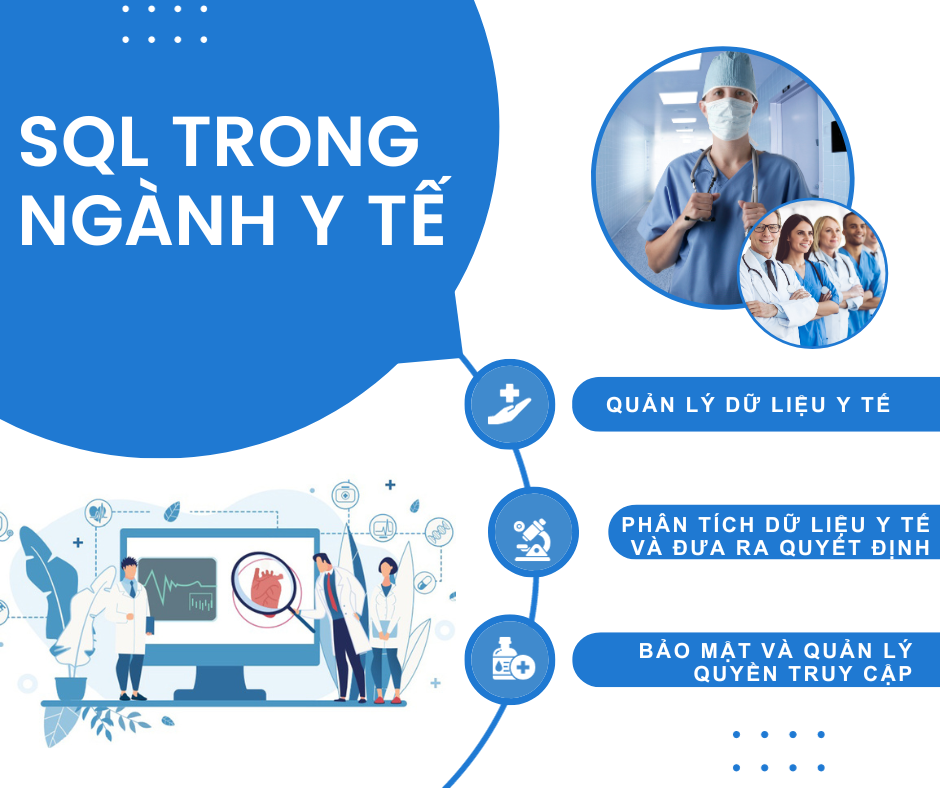 SQL TRONG
NGÀNH Y TẾ
QUẢN LÝ DỮ LIỆU Y TẾ
PHÂN TÍCH DỮ LIỆU Y TẾ
VÀ ĐƯA RA QUYẾT ĐỊNH
BẢO MẬT VÀ QUẢN LÝ
QUYỀN TRUY CẬP